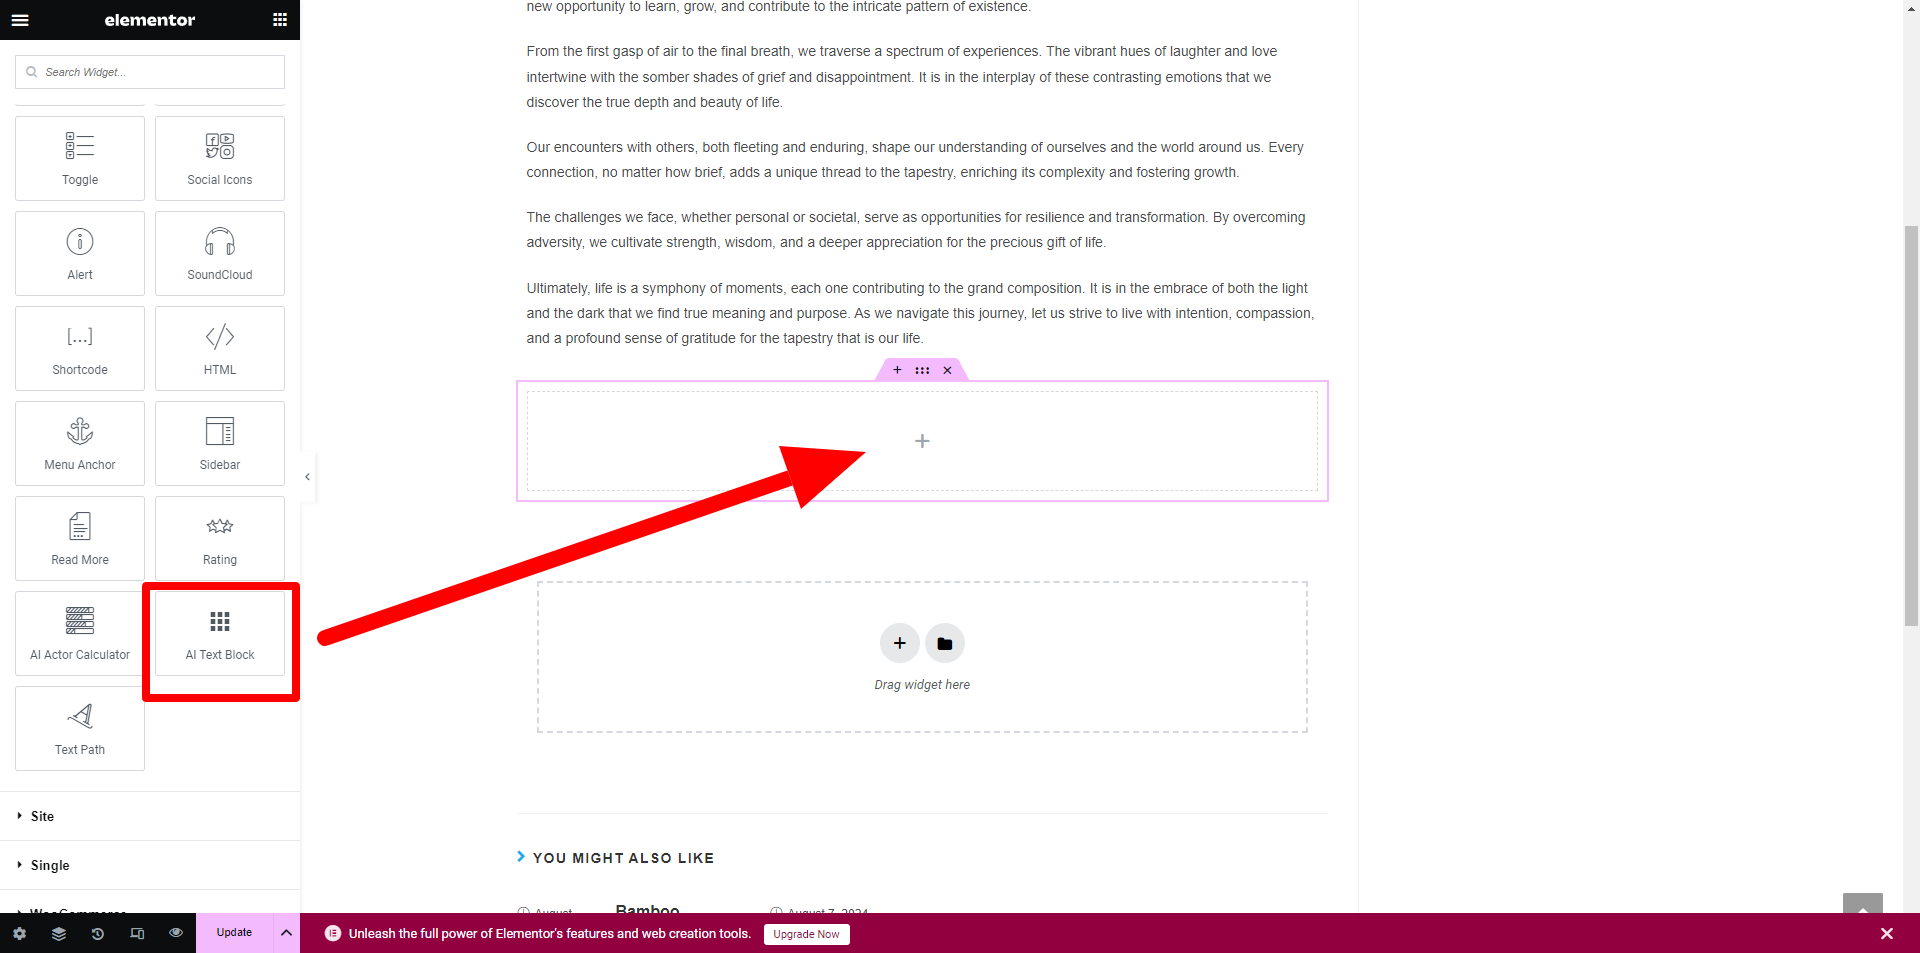 elementor
Search Widget...
Toggle
Social Icons
Alert
SoundCloud
[...]
Shortcode
HTML
Menu Anchor
Sidebar
Read More
Rating
AI Actor Calculator
AI Text Block
Text Path
Site
Single
WooCommerce
Update
new opportunity to learn, grow, and contribute to the intricate pattern of existence.
From the first gasp of air to the final breath, we traverse a spectrum of experiences. The vibrant hues of laughter and love
intertwine with the somber shades of grief and disappointment. It is in the interplay of these contrasting emotions that we
discover the true depth and beauty of life.
Our encounters with others, both fleeting and enduring, shape our understanding of ourselves and the world around us. Every
connection, no matter how brief, adds a unique thread to the tapestry, enriching its complexity and fostering growth.
The challenges we face, whether personal or societal, serve as opportunities for resilience and transformation. By overcoming
adversity, we cultivate strength, wisdom, and a deeper appreciation for the precious gift of life.
Ultimately, life is a symphony of moments, each one contributing to the grand composition. It is in the embrace of both the light
and the dark that we find true meaning and purpose. As we navigate this journey, let us strive to live with intention, compassion,
and a profound sense of gratitude for the tapestry that is our life.
Drag widget here
YOU MIGHT ALSO LIKE
August
Bamboo
August 7, 2024
Unleash the full power of Elementor's features and web creation tools.
Upgrade Now